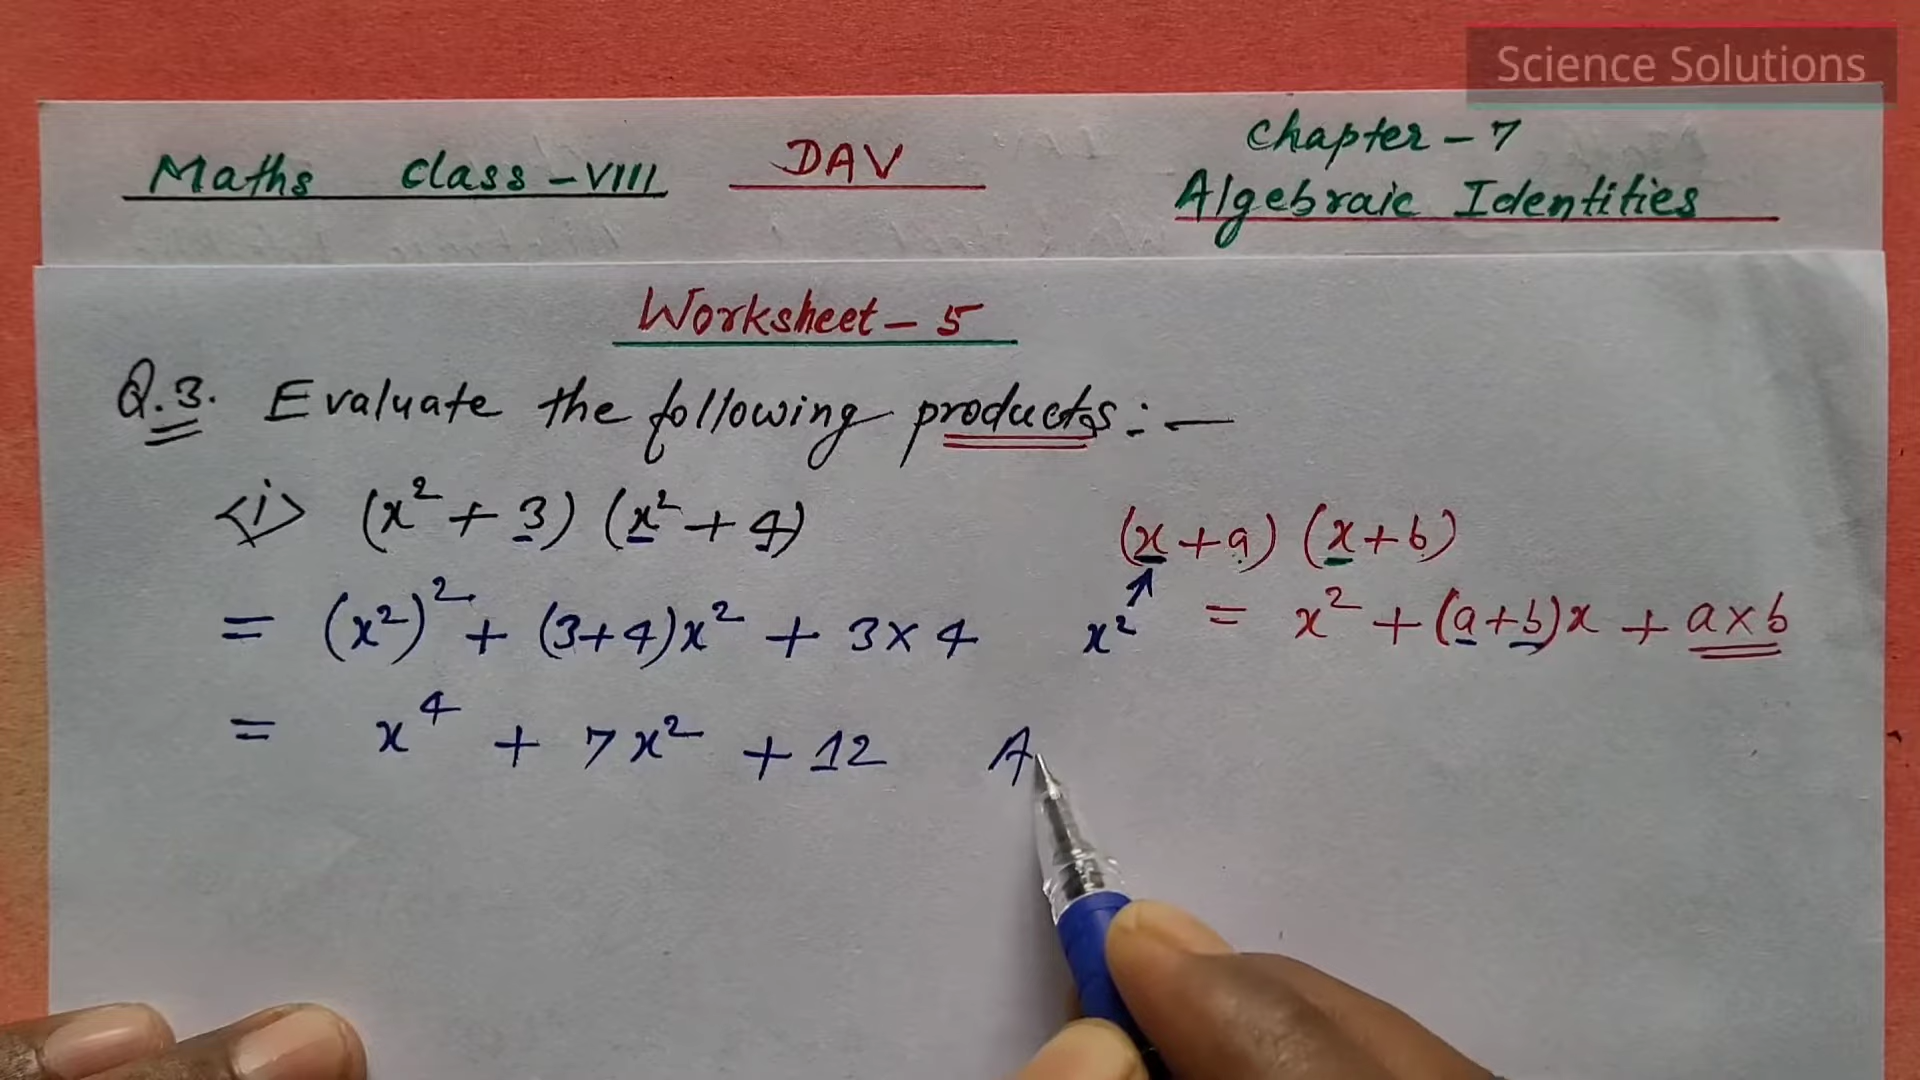 Science Solutions
Maths Class-VIII DAV Chapter-7
Algebraic Identities
Worksheet-5
Q.3. Evaluate the following products:—
<i> (x² + 3) (x² + 4)
= (x²)² + (3+4)x² + 3×4
= x⁴ + 7x² + 12 A
(x+a) (x+b)
x² = x² + (a+b)x + a×b